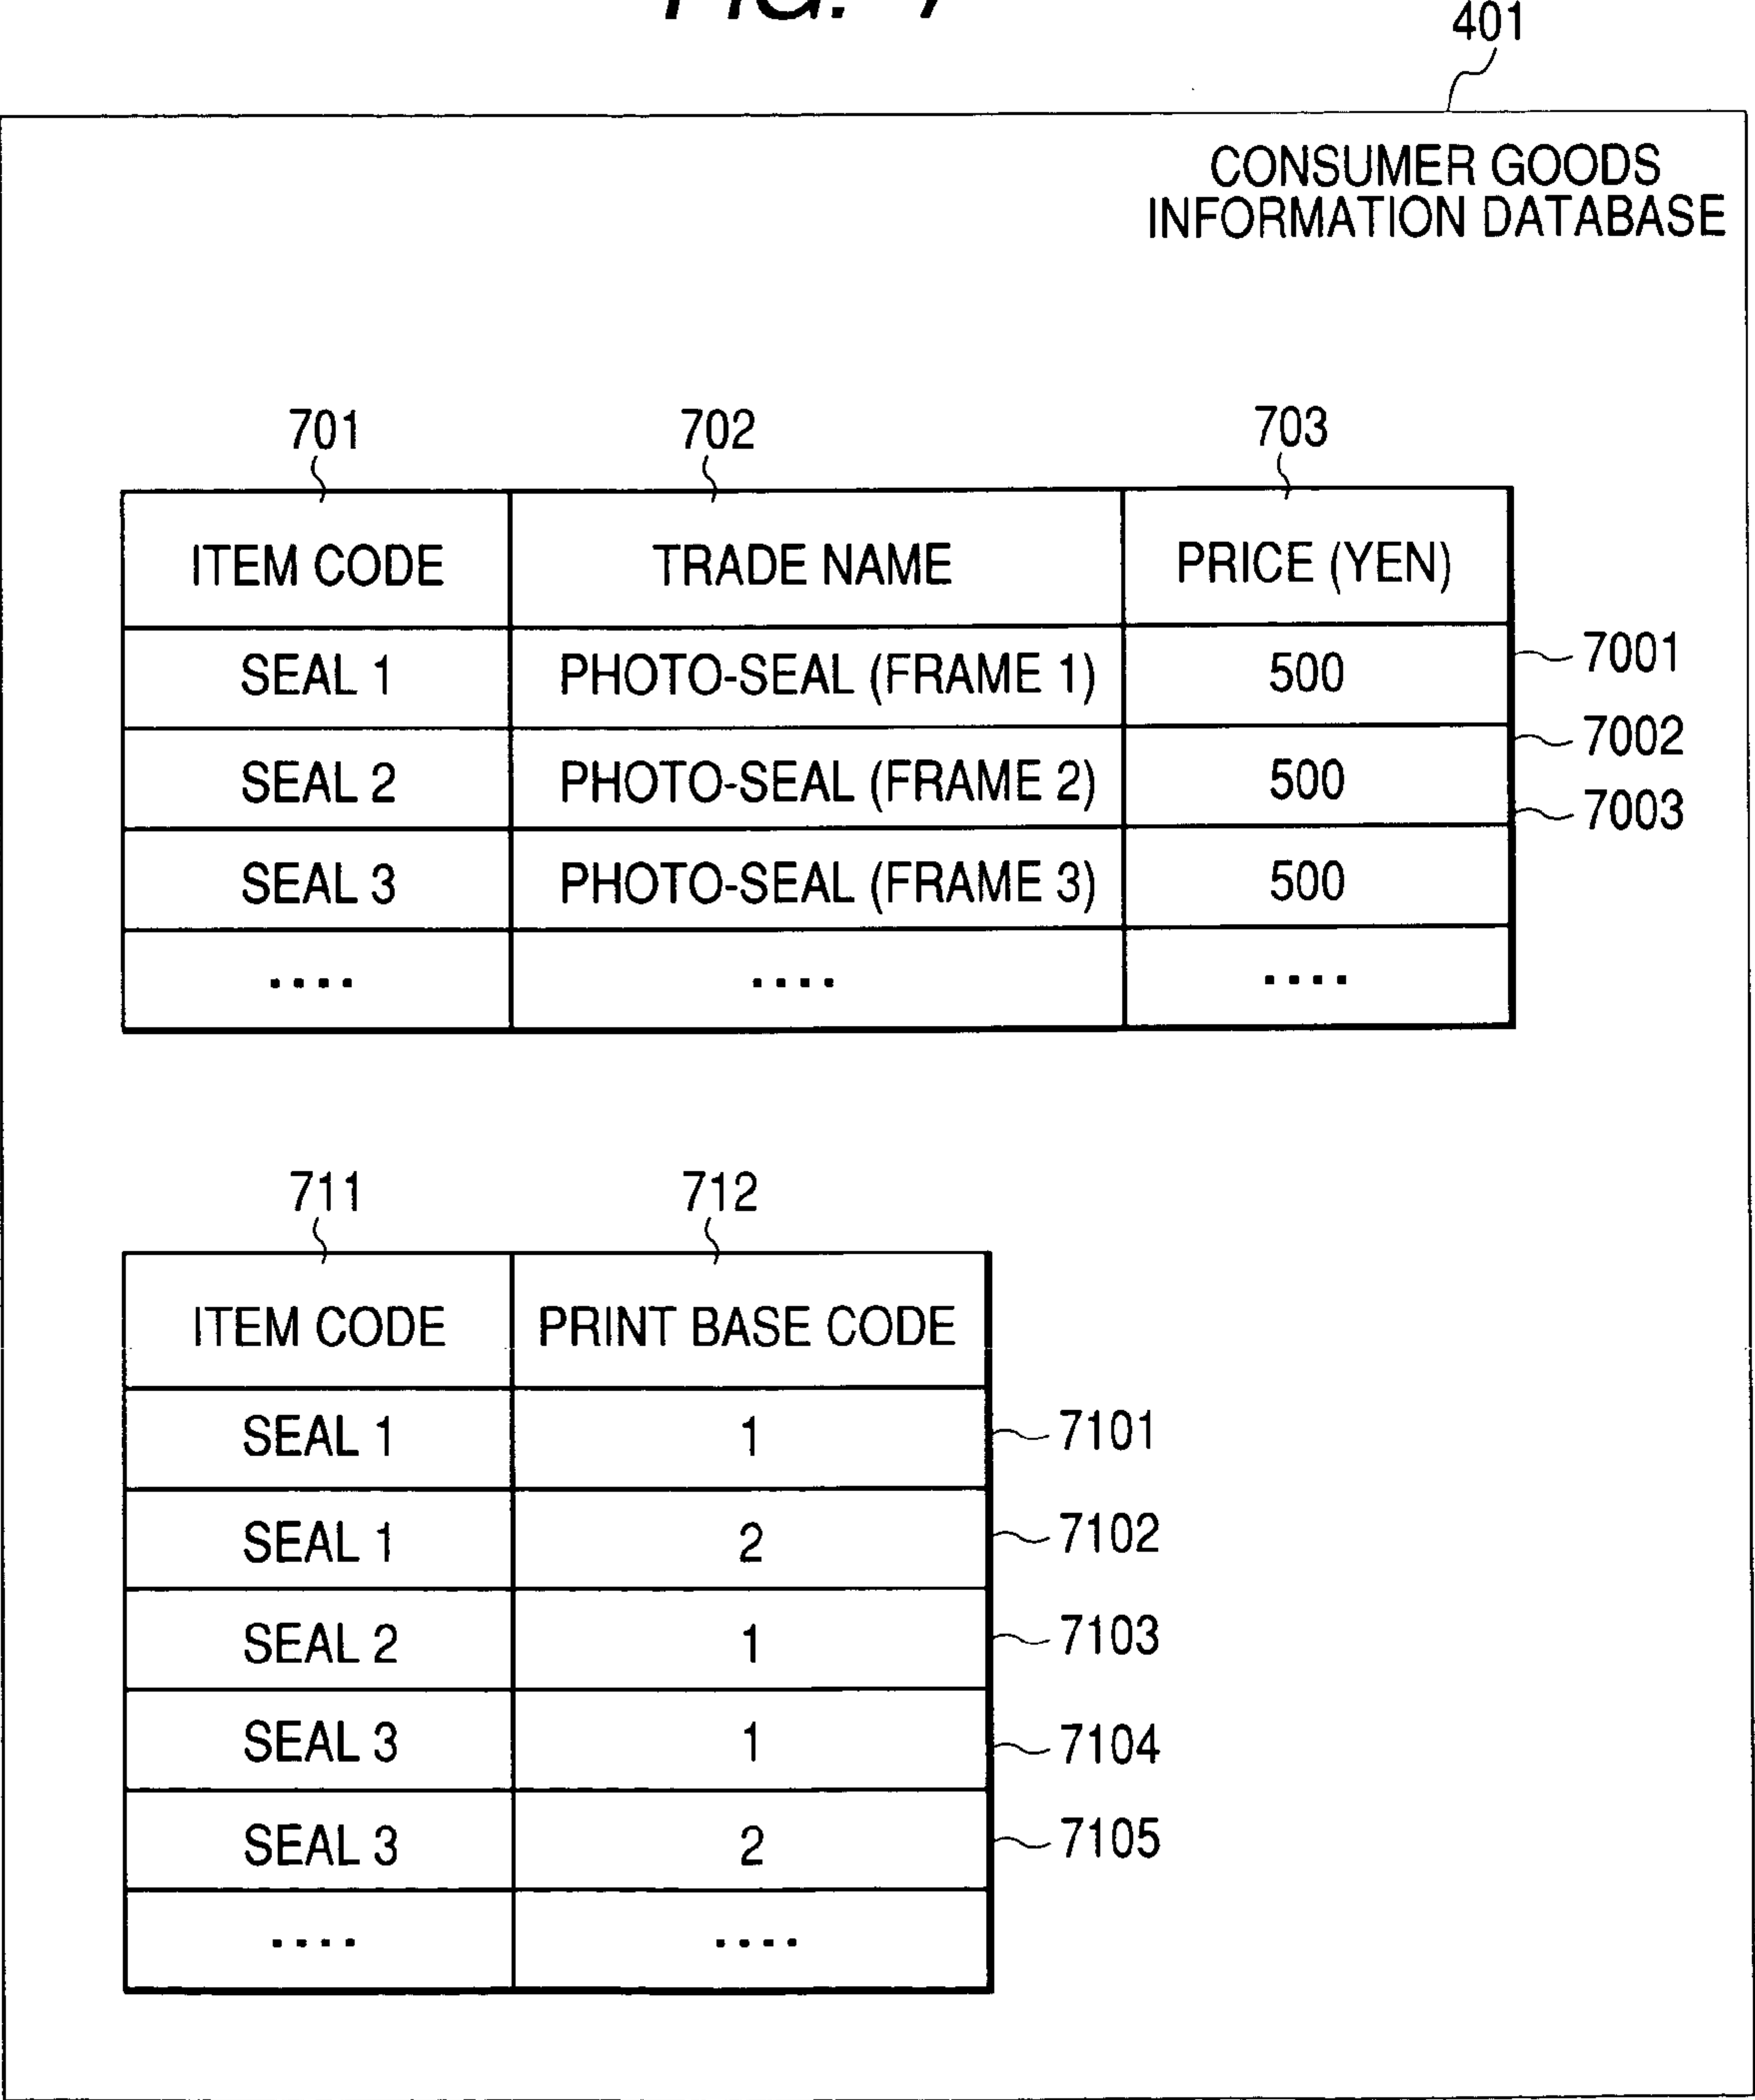 FIG. 7
401
CONSUMER GOODS
INFORMATION DATABASE
701 702 703
ITEM CODE TRADE NAME PRICE (YEN)
SEAL 1 PHOTO-SEAL (FRAME 1) 500 7001
SEAL 2 PHOTO-SEAL (FRAME 2) 500 7002
SEAL 3 PHOTO-SEAL (FRAME 3) 500 7003
.... .... ....
711 712
ITEM CODE PRINT BASE CODE
SEAL 1 1 7101
SEAL 1 2 7102
SEAL 2 1 7103
SEAL 3 1 7104
SEAL 3 2 7105
.... ....